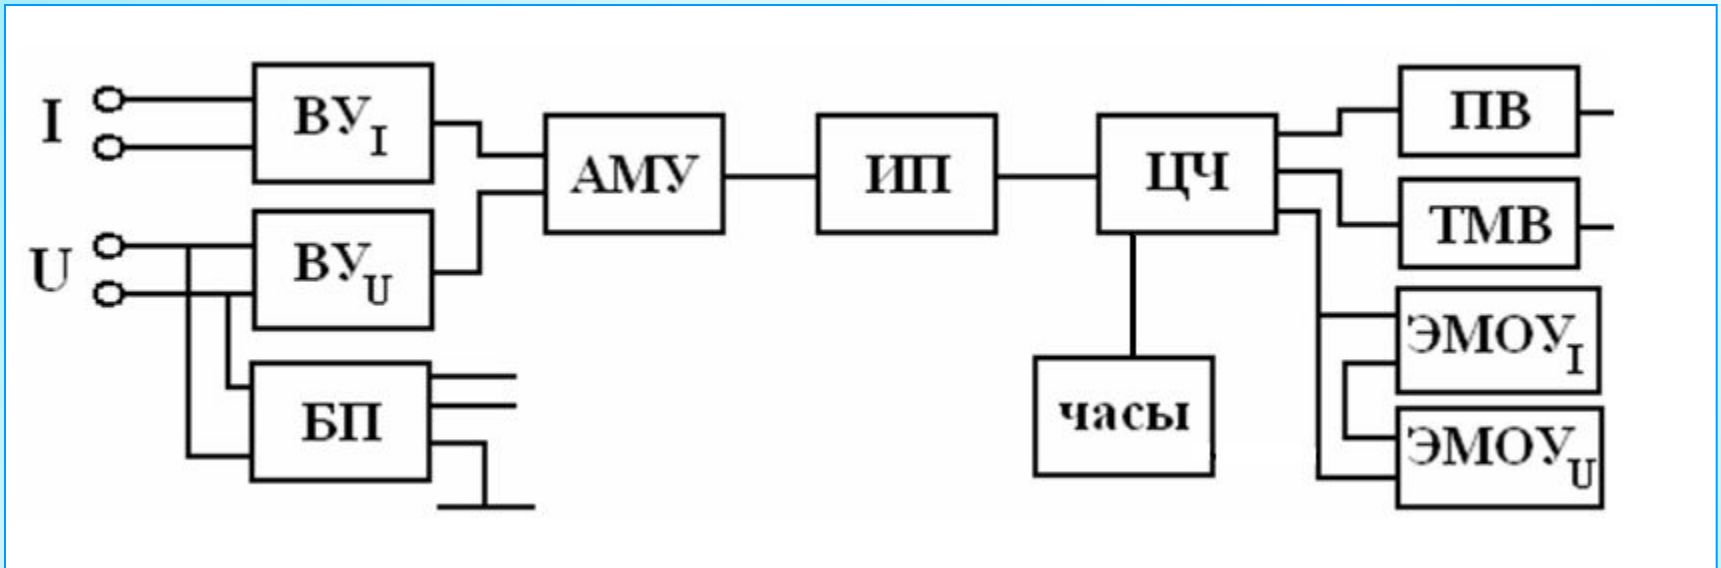 I
ВУI
U
ВУU
БП
АМУ
ИП
ЦЧ
часы
ПВ
ТМВ
ЭМОУI
ЭМОУU